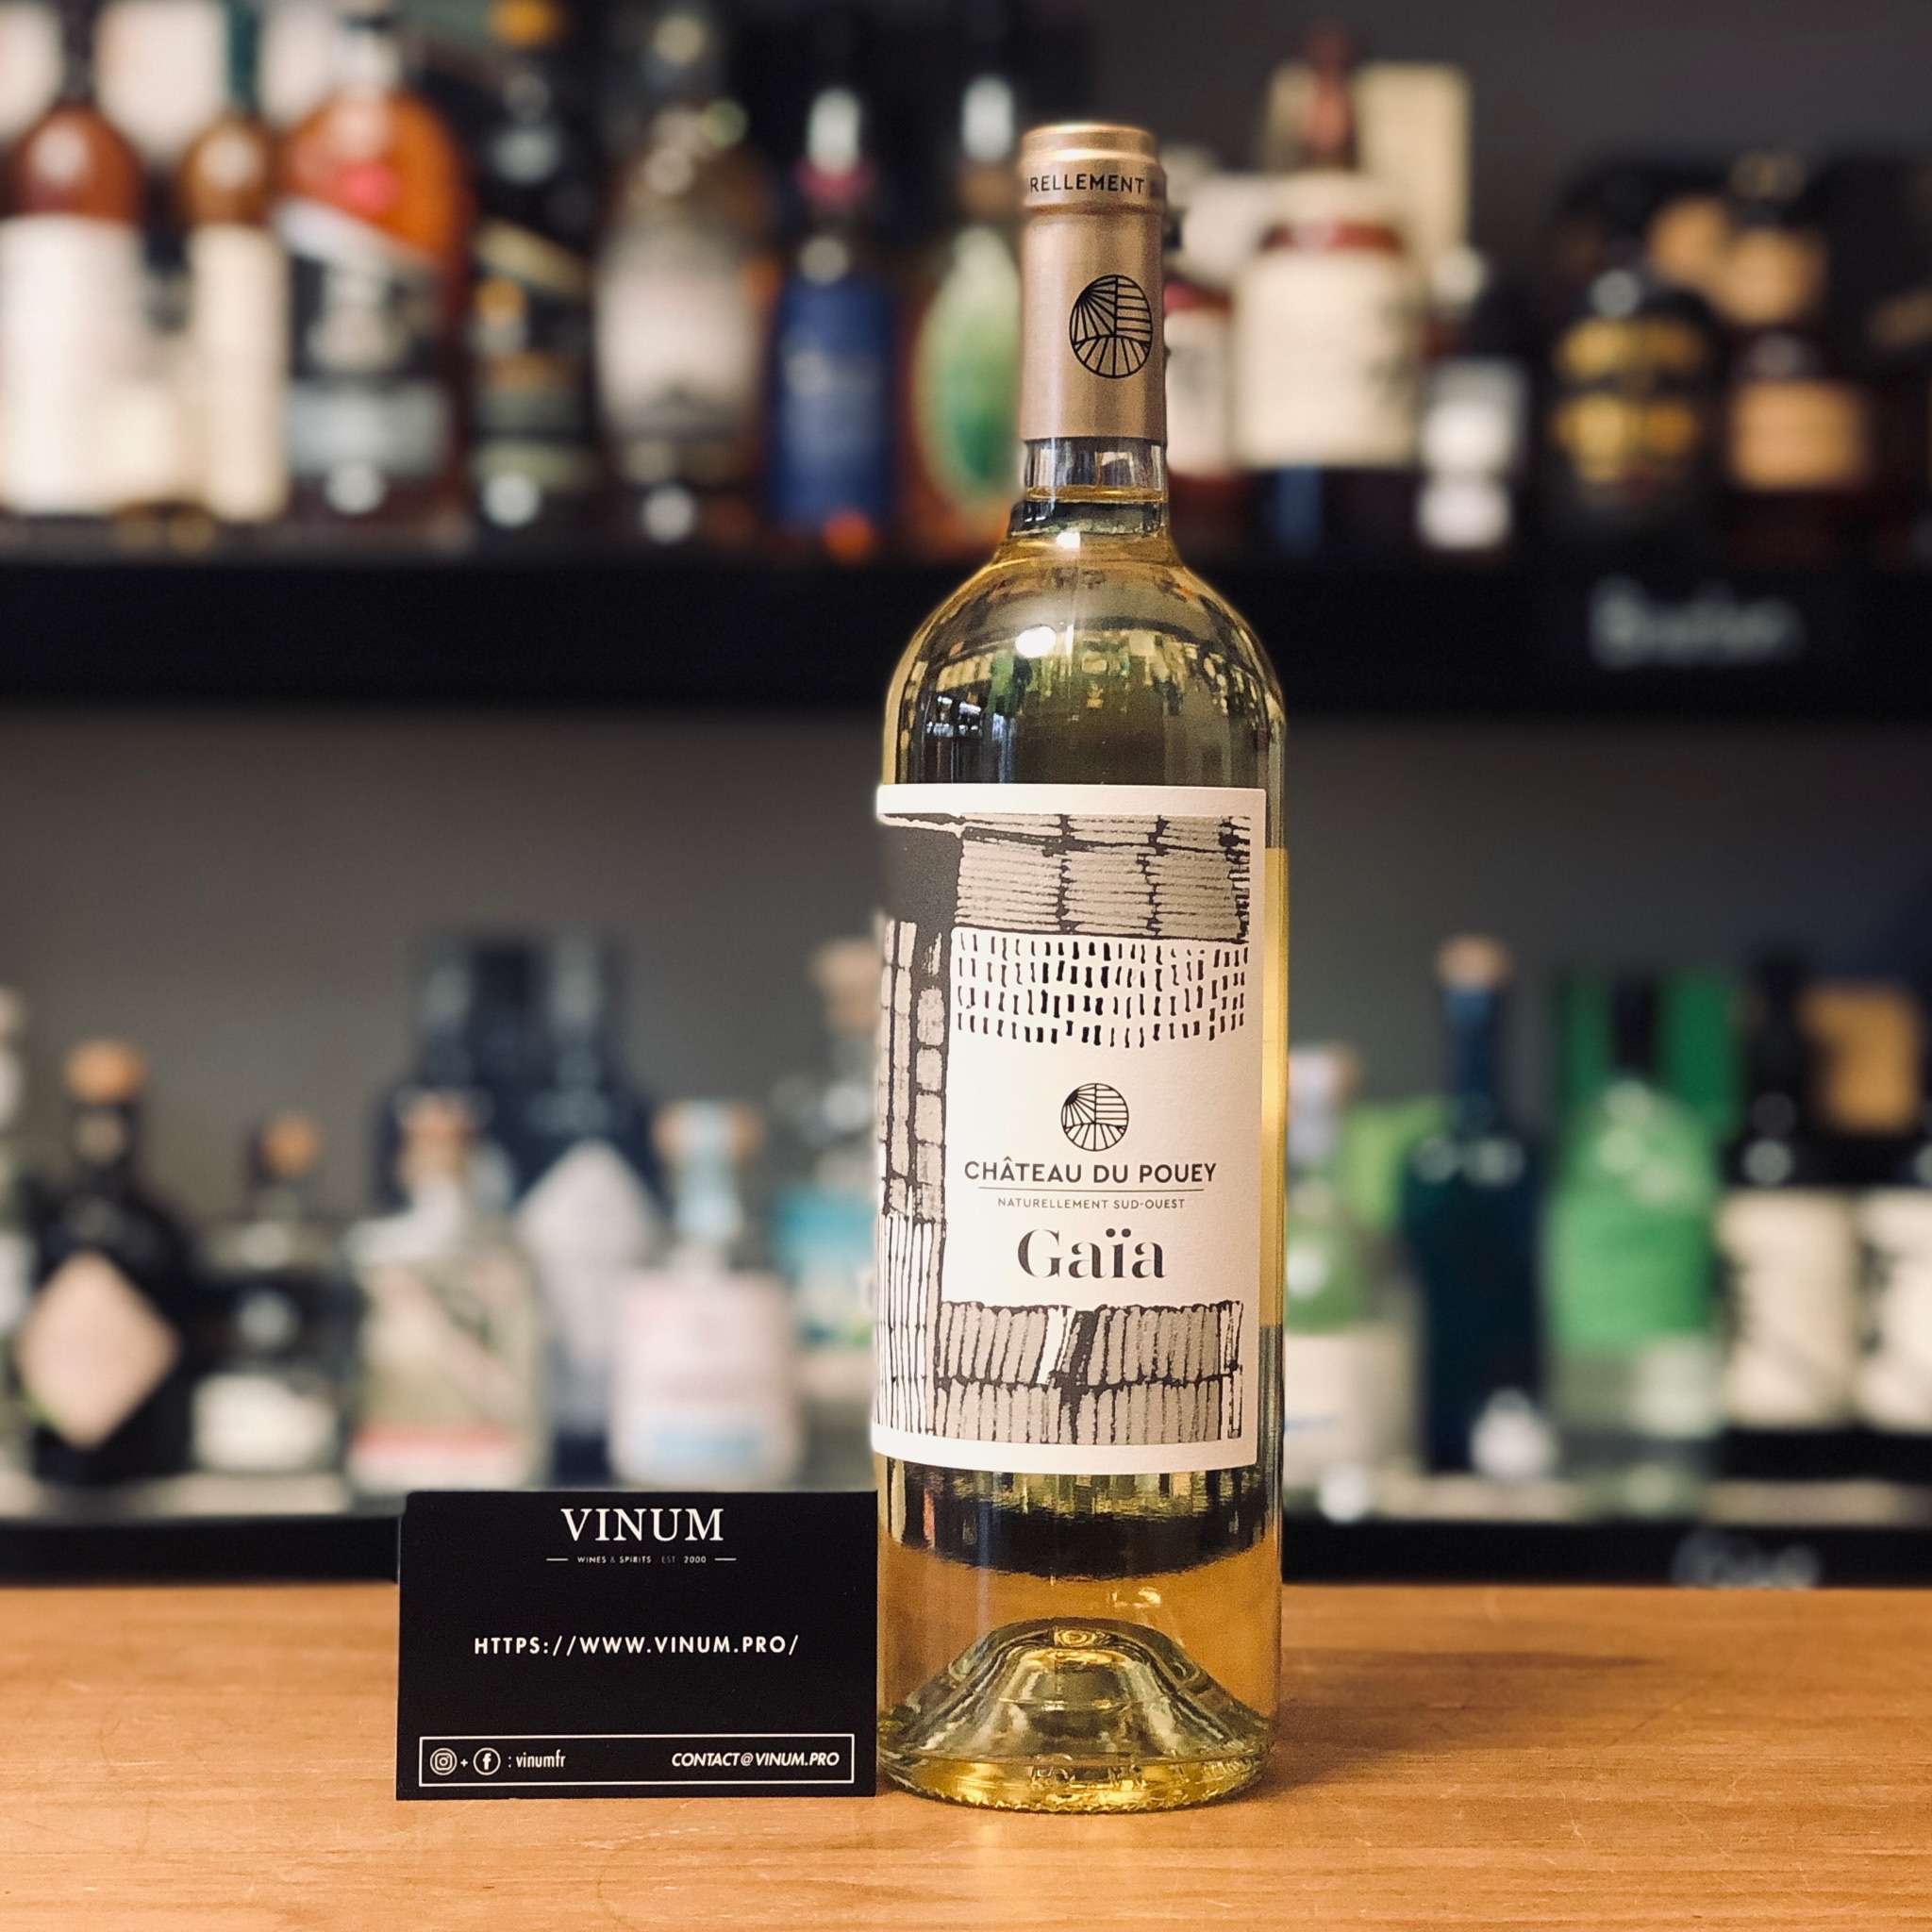 RELLEMENT
CHÂTEAU DU POUEY
NATURELLEMENT SUD-OUEST
Gaïa
VINUM
WINES & SPIRITS EST 2000
HTTPS://WWW.VINUM.PRO/
+ : vinumfr
CONTACT@VINUM.PRO